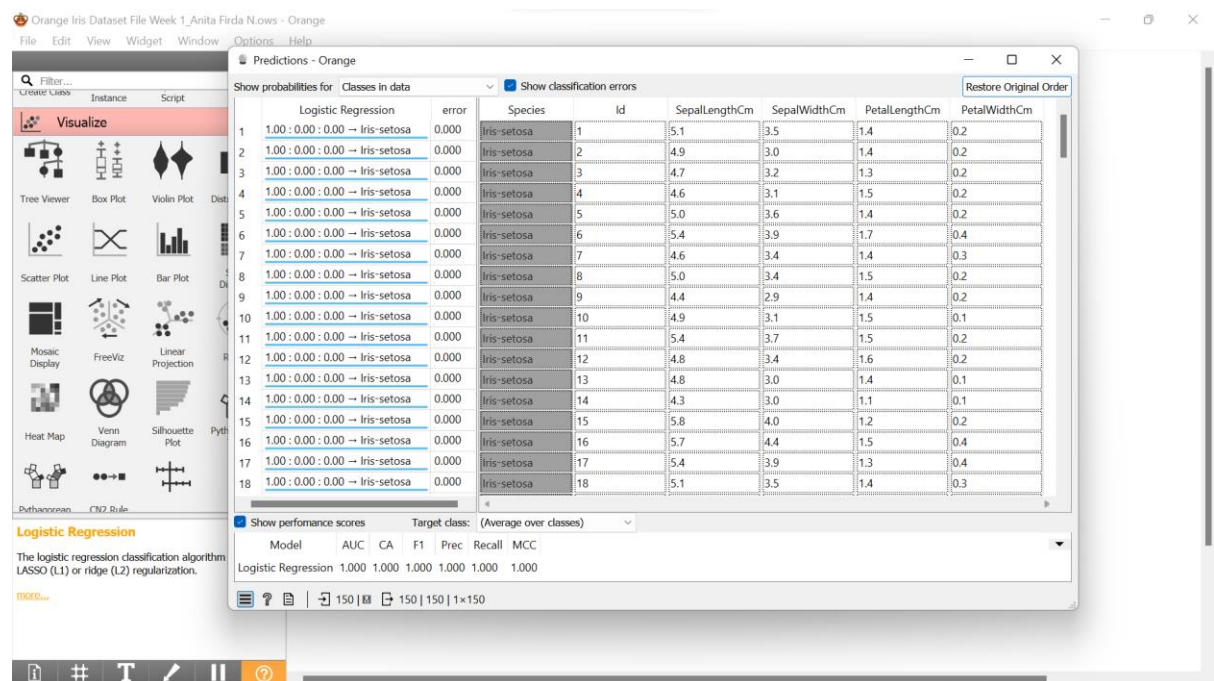 Orange Iris Dataset File Week 1_Anita Firda N.ows - Orange
File Edit View Widget Window Options Help
Filter...
Create Class Instance Script
Visualize
Tree Viewer Box Plot Violin Plot
Scatter Plot Line Plot Bar Plot
Mosaic Display FreeViz Linear Projection
Heat Map Venn Diagram Silhouette Plot
Pythagorean CN2 Rule
Logistic Regression
The logistic regression classification algorithm
LASSO (L1) or ridge (L2) regularization.
more...
Predictions - Orange
Show probabilities for Classes in data Show classification errors Restore Original Order
Logistic Regression error Species Id SepalLengthCm SepalWidthCm PetalLengthCm PetalWidthCm
1 1.00 : 0.00 : 0.00 → Iris-setosa 0.000 Iris-setosa 1 5.1 3.5 1.4 0.2
2 1.00 : 0.00 : 0.00 → Iris-setosa 0.000 Iris-setosa 2 4.9 3.0 1.4 0.2
3 1.00 : 0.00 : 0.00 → Iris-setosa 0.000 Iris-setosa 3 4.7 3.2 1.3 0.2
4 1.00 : 0.00 : 0.00 → Iris-setosa 0.000 Iris-setosa 4 4.6 3.1 1.5 0.2
5 1.00 : 0.00 : 0.00 → Iris-setosa 0.000 Iris-setosa 5 5.0 3.6 1.4 0.2
6 1.00 : 0.00 : 0.00 → Iris-setosa 0.000 Iris-setosa 6 5.4 3.9 1.7 0.4
7 1.00 : 0.00 : 0.00 → Iris-setosa 0.000 Iris-setosa 7 4.6 3.4 1.4 0.3
8 1.00 : 0.00 : 0.00 → Iris-setosa 0.000 Iris-setosa 8 5.0 3.4 1.5 0.2
9 1.00 : 0.00 : 0.00 → Iris-setosa 0.000 Iris-setosa 9 4.4 2.9 1.4 0.2
10 1.00 : 0.00 : 0.00 → Iris-setosa 0.000 Iris-setosa 10 4.9 3.1 1.5 0.1
11 1.00 : 0.00 : 0.00 → Iris-setosa 0.000 Iris-setosa 11 5.4 3.7 1.5 0.2
12 1.00 : 0.00 : 0.00 → Iris-setosa 0.000 Iris-setosa 12 4.8 3.4 1.6 0.2
13 1.00 : 0.00 : 0.00 → Iris-setosa 0.000 Iris-setosa 13 4.8 3.0 1.4 0.1
14 1.00 : 0.00 : 0.00 → Iris-setosa 0.000 Iris-setosa 14 4.3 3.0 1.1 0.1
15 1.00 : 0.00 : 0.00 → Iris-setosa 0.000 Iris-setosa 15 5.8 4.0 1.2 0.2
16 1.00 : 0.00 : 0.00 → Iris-setosa 0.000 Iris-setosa 16 5.7 4.4 1.5 0.4
17 1.00 : 0.00 : 0.00 → Iris-setosa 0.000 Iris-setosa 17 5.4 3.9 1.3 0.4
18 1.00 : 0.00 : 0.00 → Iris-setosa 0.000 Iris-setosa 18 5.1 3.5 1.4 0.3
Show perfomance scores Target class: (Average over classes)
Model AUC CA F1 Prec Recall MCC
Logistic Regression 1.000 1.000 1.000 1.000 1.000 1.000
150 | 150 | 150 | 1×150